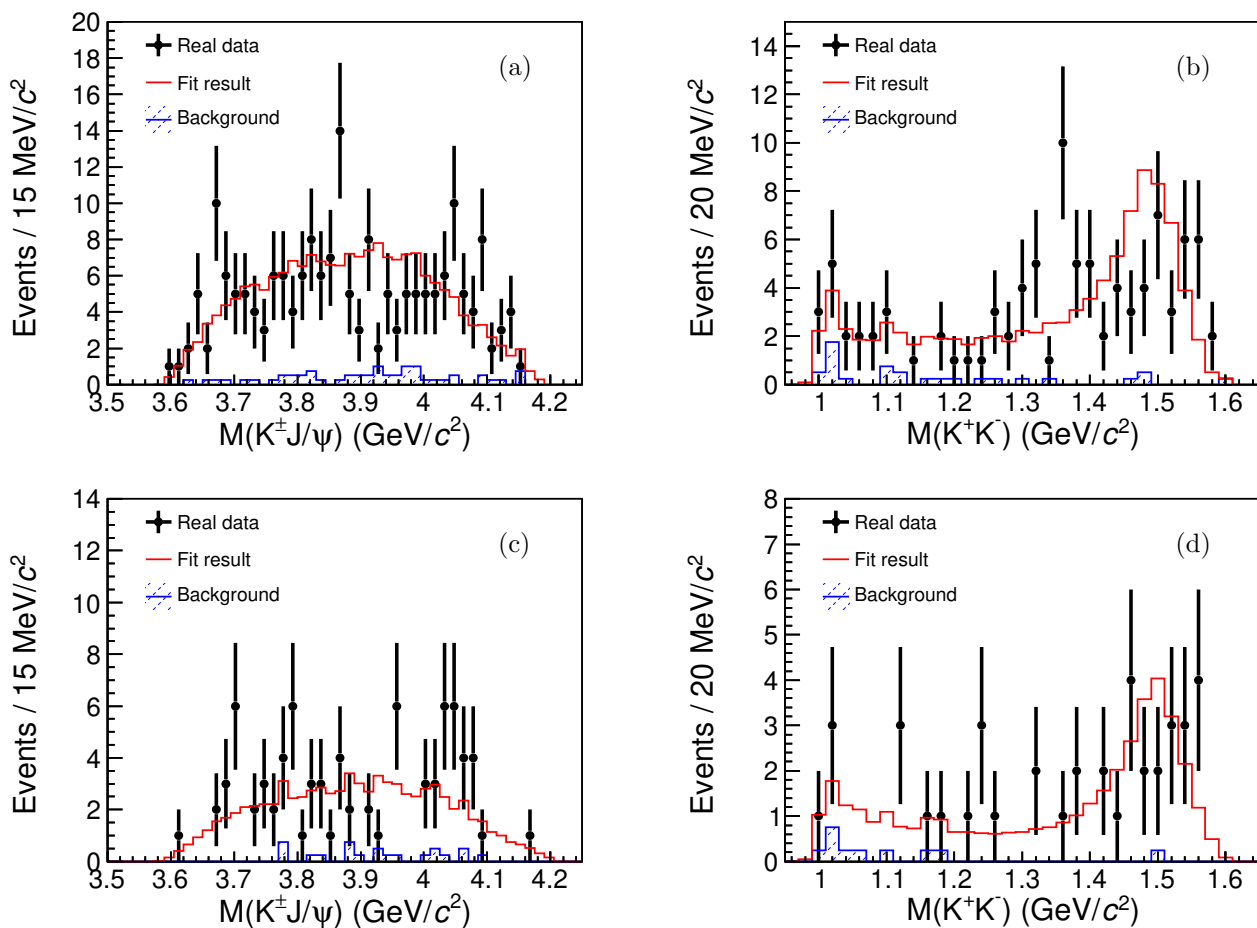 Events / 15 MeV/c²
20
18
16
14
12
10
8
6
4
2
0
Real data
Fit result
Background
(a)
3.5 3.6 3.7 3.8 3.9 4 4.1 4.2
M(K±J/ψ) (GeV/c²)
Events / 20 MeV/c²
14
12
10
8
6
4
2
0
Real data
Fit result
Background
(b)
1 1.1 1.2 1.3 1.4 1.5 1.6
M(K⁺K⁻) (GeV/c²)
Events / 15 MeV/c²
14
12
10
8
6
4
2
0
Real data
Fit result
Background
(c)
3.5 3.6 3.7 3.8 3.9 4 4.1 4.2
M(K±J/ψ) (GeV/c²)
Events / 20 MeV/c²
8
7
6
5
4
3
2
1
0
Real data
Fit result
Background
(d)
1 1.1 1.2 1.3 1.4 1.5 1.6
M(K⁺K⁻) (GeV/c²)